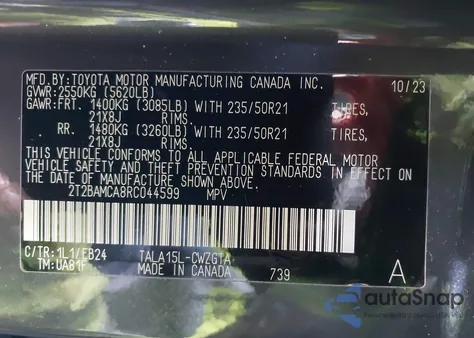 MFD. BY: TOYOTA MOTOR MANUFACTURING CANADA INC. 10/23
GVWR: 2550KG (5620LB)
GAWR: FRT. 1400KG (3085LB) WITH 235/50R21 TIRES,
21X8J RIMS.
RR. 1480KG (3260LB) WITH 235/50R21 TIRES,
21X8J RIMS.
THIS VEHICLE CONFORMS TO ALL APPLICABLE FEDERAL MOTOR
VEHICLE SAFETY AND THEFT PREVENTION STANDARDS IN EFFECT ON
THE DATE OF MANUFACTURE SHOWN ABOVE.
2T2BAMCA8RC044599 MPV
C/TR: 1L1/EB24 TALA15L-CWZGTA
TM: UAB1F MADE IN CANADA 739 A
autoSnap